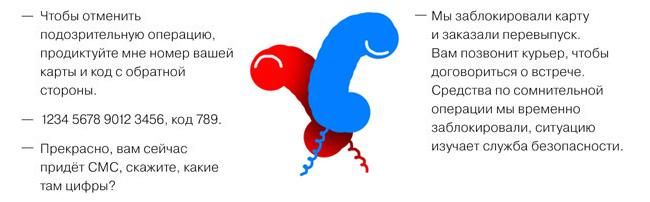 — Чтобы отменить
подозрительную операцию,
продиктуйте мне номер вашей
карты и код с обратной
стороны.
— 1234 5678 9012 3456, код 789.
— Прекрасно, вам сейчас
придёт СМС, скажите, какие
там цифры?
— Мы заблокировали карту
и заказали перевыпуск.
Вам позвонит курьер, чтобы
договориться о встрече.
Средства по сомнительной
операции мы временно
заблокировали, ситуацию
изучает служба безопасности.